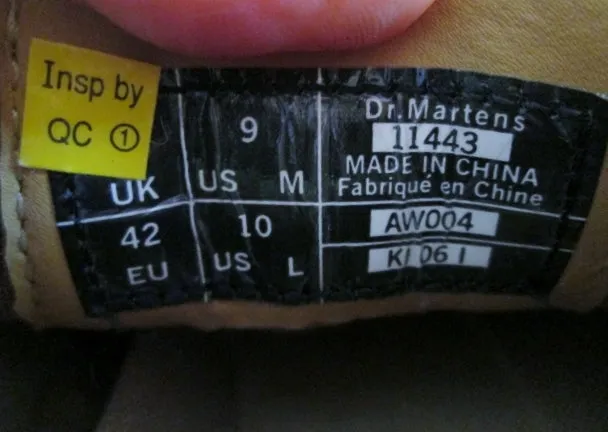 Insp by
QC ①
UK
42
EU
9
US M
10
US L
Dr. Martens
11443
MADE IN CHINA
Fabriqué en Chine
AW004
KI 06 1